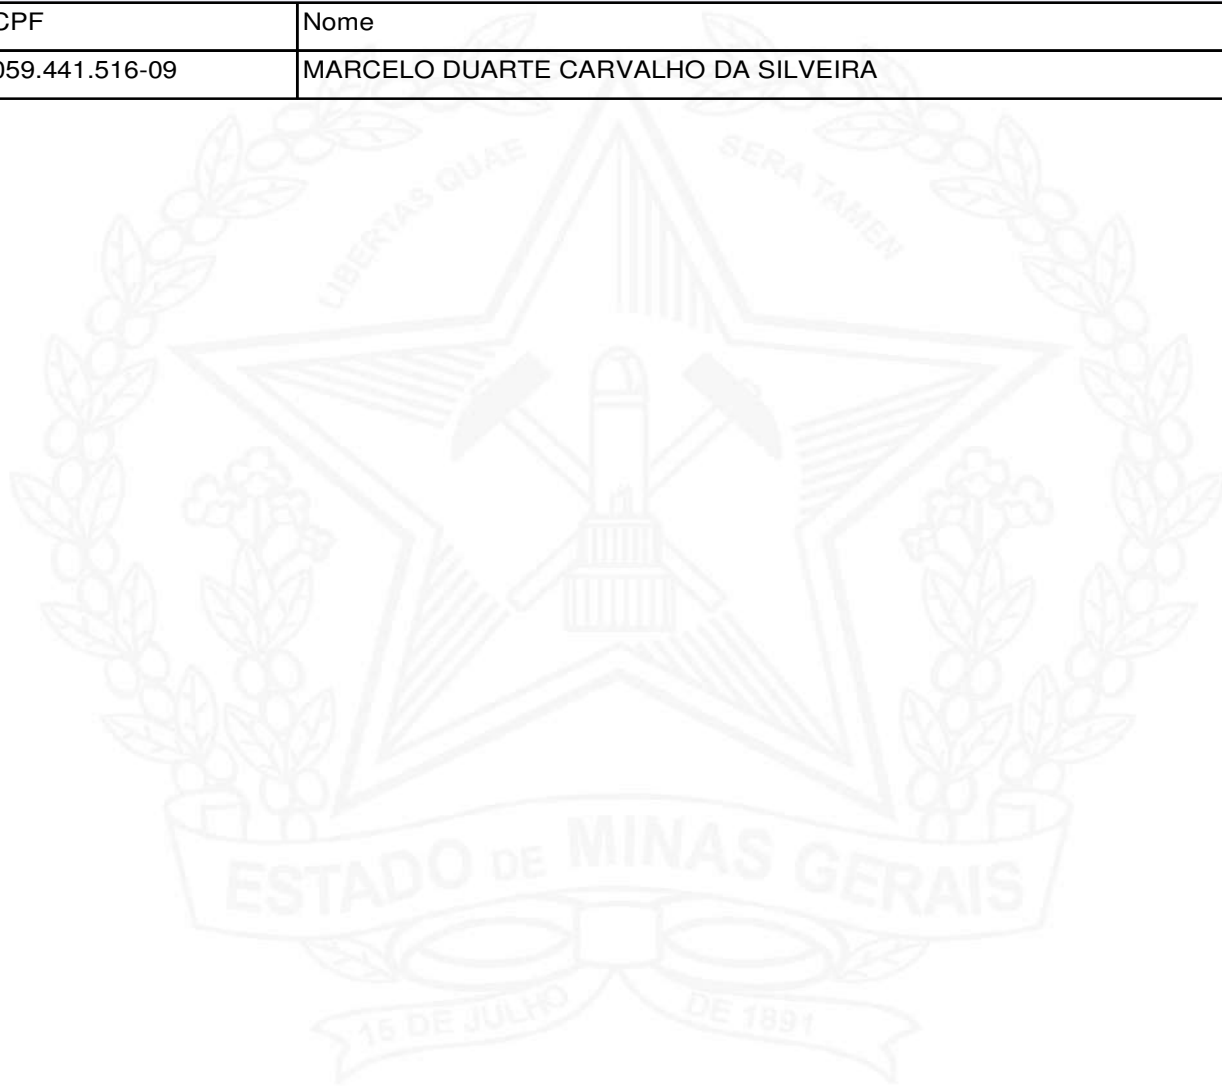 CPF Nome
059.441.516-09 MARCELO DUARTE CARVALHO DA SILVEIRA
LIBERTAS QUAE SERA TAMEN
ESTADO DE MINAS GERAIS
15 DE JULHO DE 1891